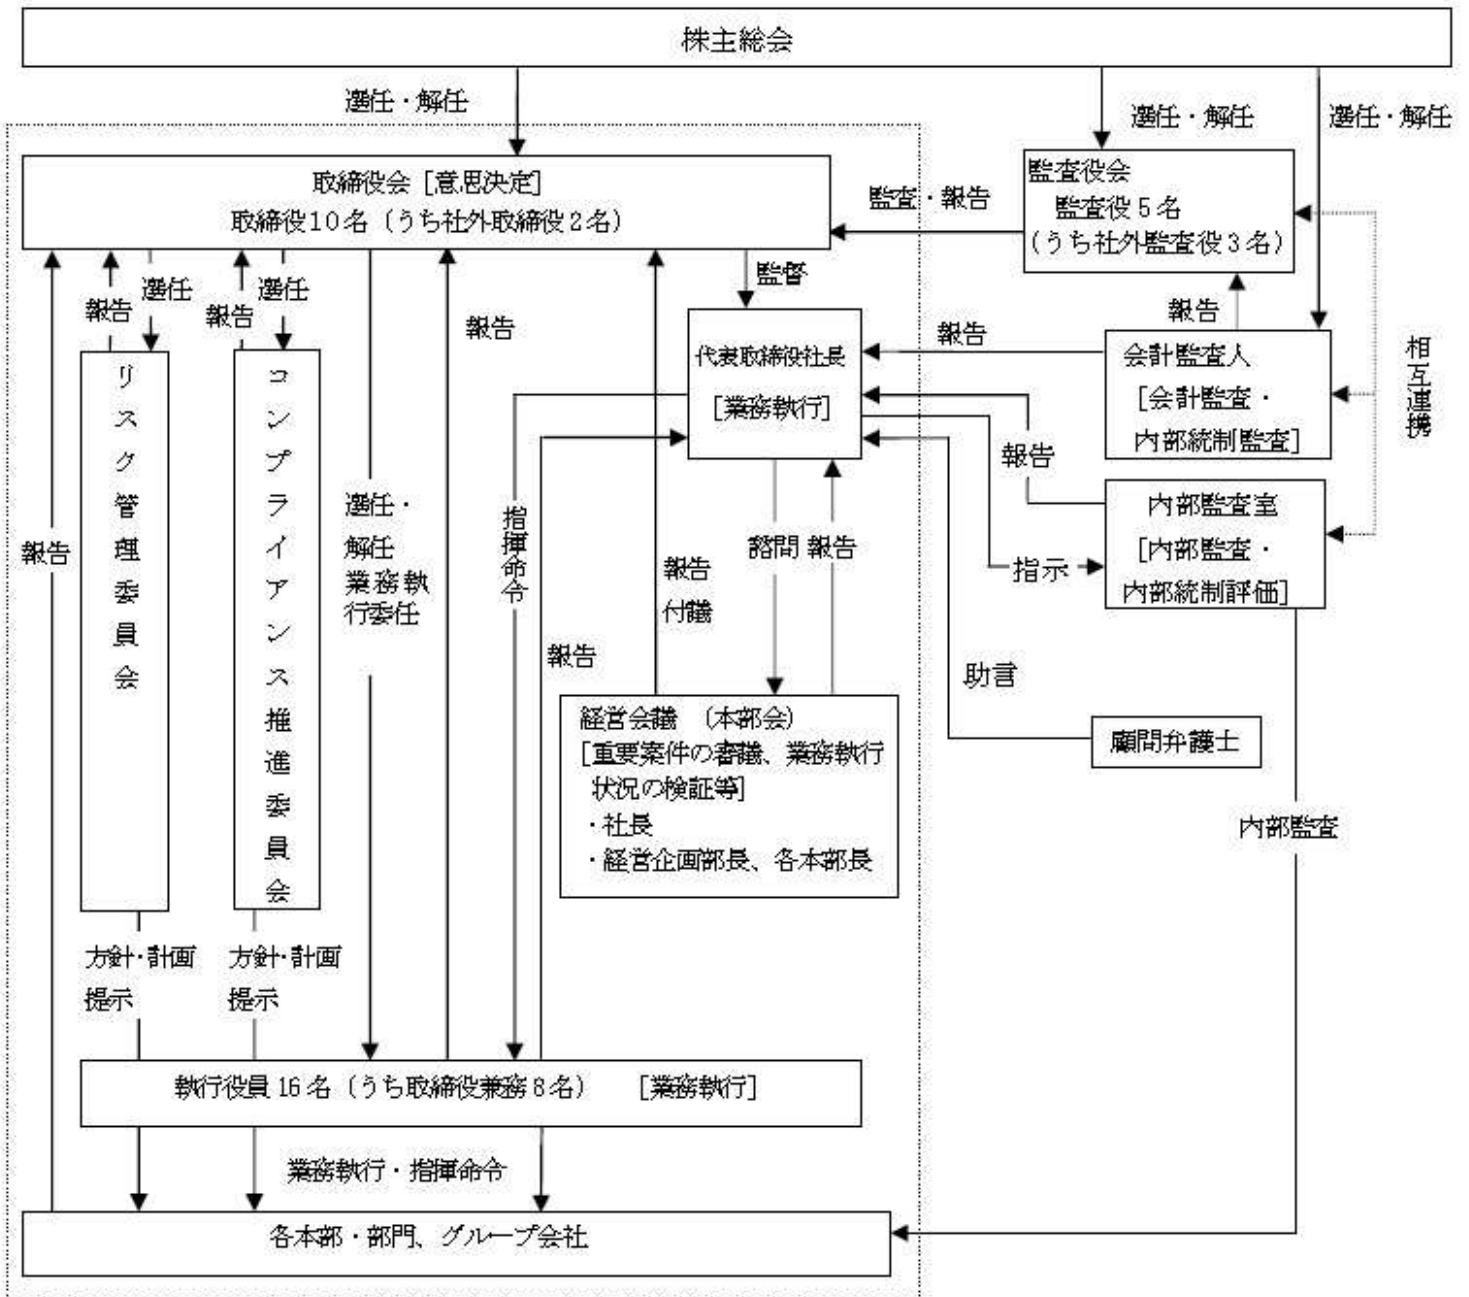 株主総会
選任・解任
選任・解任
選任・解任
取締役会［意思決定］
取締役10名（うち社外取締役2名）
監査・報告
監査役会
監査役5名
（うち社外監査役3名）
報告
選任
報告
選任
報告
監督
報告
報告
相互連携
代表取締役社長
［業務執行］
会計監査人
［会計監査・
内部統制監査］
リスク管理委員会
コンプライアンス推進委員会
報告
選任・
解任
業務執
行委任
指揮命令
報告
報告
付議
諮問
報告
報告
指示
内部監査室
［内部監査・
内部統制評価］
助言
顧問弁護士
経営会議　（本部会）
［重要案件の審議、業務執行
状況の検証等］
・社長
・経営企画部長、各本部長
内部監査
方針・計画
提示
方針・計画
提示
執行役員16名（うち取締役兼務8名）　［業務執行］
業務執行・指揮命令
各本部・部門、グループ会社